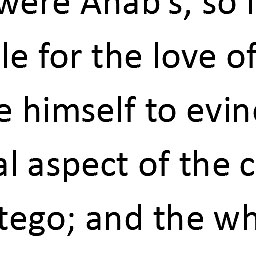 were Ahab's, so
le for the love of
e himself to evin
al aspect of the c
tego; and the wh